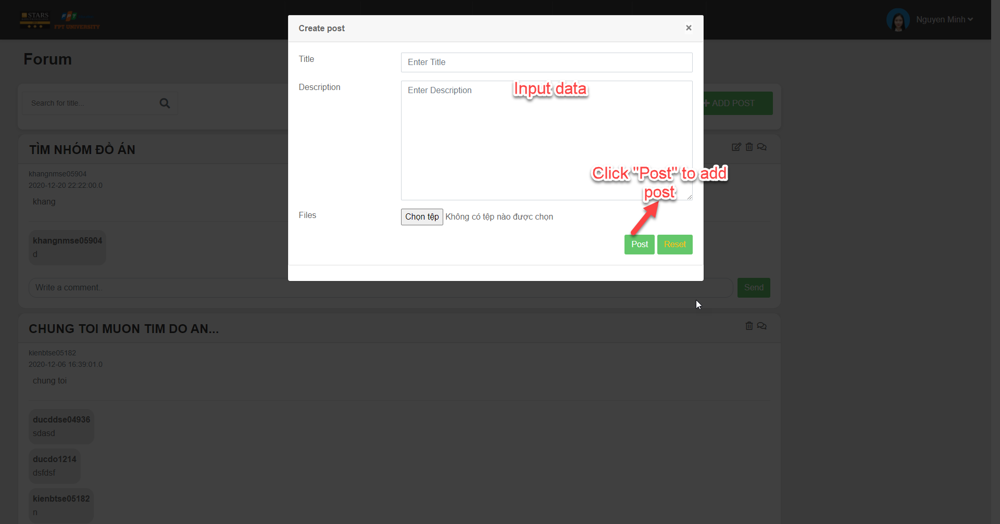 STARS
FPT
FPT UNIVERSITY
Nguyen Minh
Create post
×
Forum
Title
Enter Title
Description
Enter Description
Input data
Search for title...
ADD POST
TÌM NHÓM ĐỒ ÁN
khangnmse05904
2020-12-20 22:22:00.0
khang
Click "Post" to add
post
Files
Chọn tệp Không có tệp nào được chọn
Post Reset
khangnmse05904
d
Write a comment..
Send
CHUNG TOI MUON TIM DO AN...
kienbtse05182
2020-12-06 16:39:01.0
chung toi
ducddse04936
sdasd
ducdo1214
dsfdsf
kienbtse05182
n